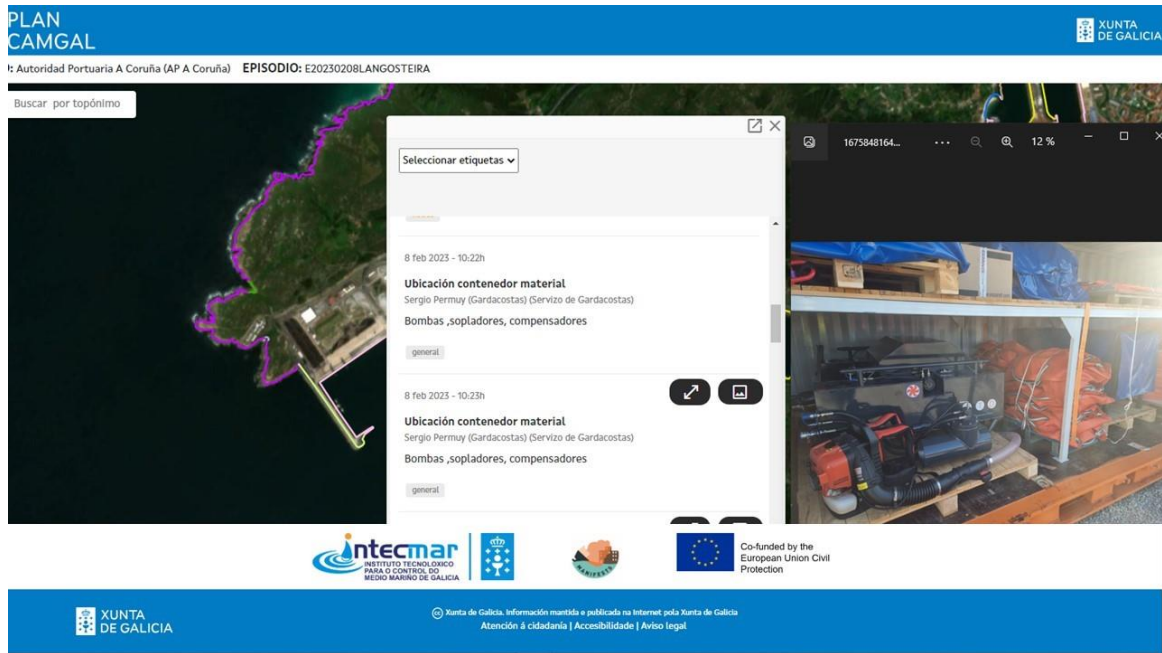 PLAN
CAMGAL
XUNTA
DE GALICIA
: Autoridad Portuaria A Coruña (AP A Coruña) EPISODIO: E20230208LANGOSTEIRA
Buscar por topónimo
1675848164... ... 12 %
Seleccionar etiquetas
8 feb 2023 - 10:22h
Ubicación contenedor material
Sergio Permuy (Gardacostas) (Servizo de Gardacostas)
Bombas ,sopladores, compensadores
general
8 feb 2023 - 10:23h
Ubicación contenedor material
Sergio Permuy (Gardacostas) (Servizo de Gardacostas)
Bombas ,sopladores, compensadores
general
intecmar
INSTITUTO TECNOLOXICO
PARA O CONTROL DO
MEDIO MARIÑO DE GALICIA
MANIFESTS
Co-funded by the
European Union Civil
Protection
XUNTA
DE GALICIA
Xunta de Galicia. Información mantida e publicada na Internet pola Xunta de Galicia
Atención á cidadanía | Accesibilidade | Aviso legal